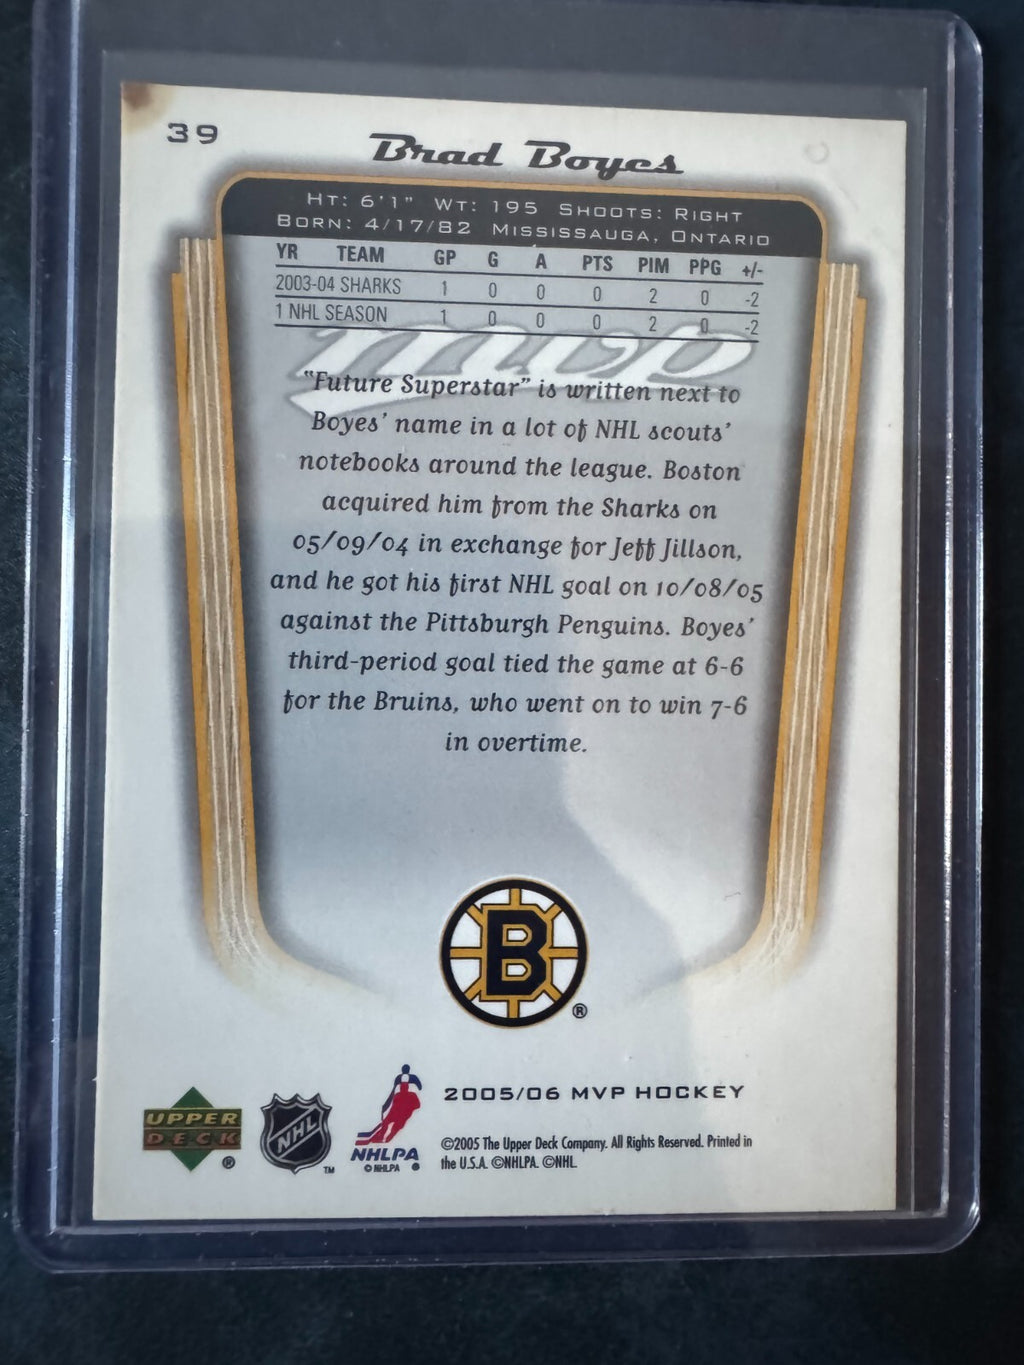 39
Brad Boyes
HT: 6'1" WT: 195 SHOOTS: RIGHT
BORN: 4/17/82 MISSISSAUGA, ONTARIO
YR TEAM GP G A PTS PIM PPG +/-
2003-04 SHARKS 1 0 0 0 2 0 -2
1 NHL SEASON 1 0 0 0 2 0 -2
mvp
"Future Superstar" is written next to
Boyes' name in a lot of NHL scouts'
notebooks around the league. Boston
acquired him from the Sharks on
05/09/04 in exchange for Jeff Jillson,
and he got his first NHL goal on 10/08/05
against the Pittsburgh Penguins. Boyes'
third-period goal tied the game at 6-6
for the Bruins, who went on to win 7-6
in overtime.
B
®
2005/06 MVP HOCKEY
UPPER
DECK
®
NHL
TM
NHLPA
© NHLPA ®
©2005 The Upper Deck Company. All Rights Reserved. Printed in
the U.S.A. ©NHLPA. ©NHL.